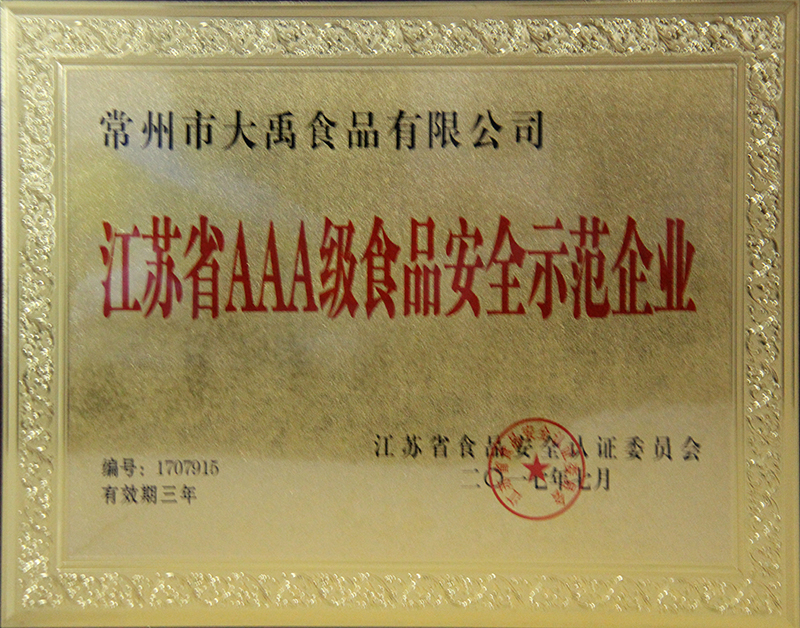 常州市大禹食品有限公司
江苏省AAA级食品安全示范企业
江苏省食品安全认证委员会
二〇一七年七月
编号：1707915
有效期三年